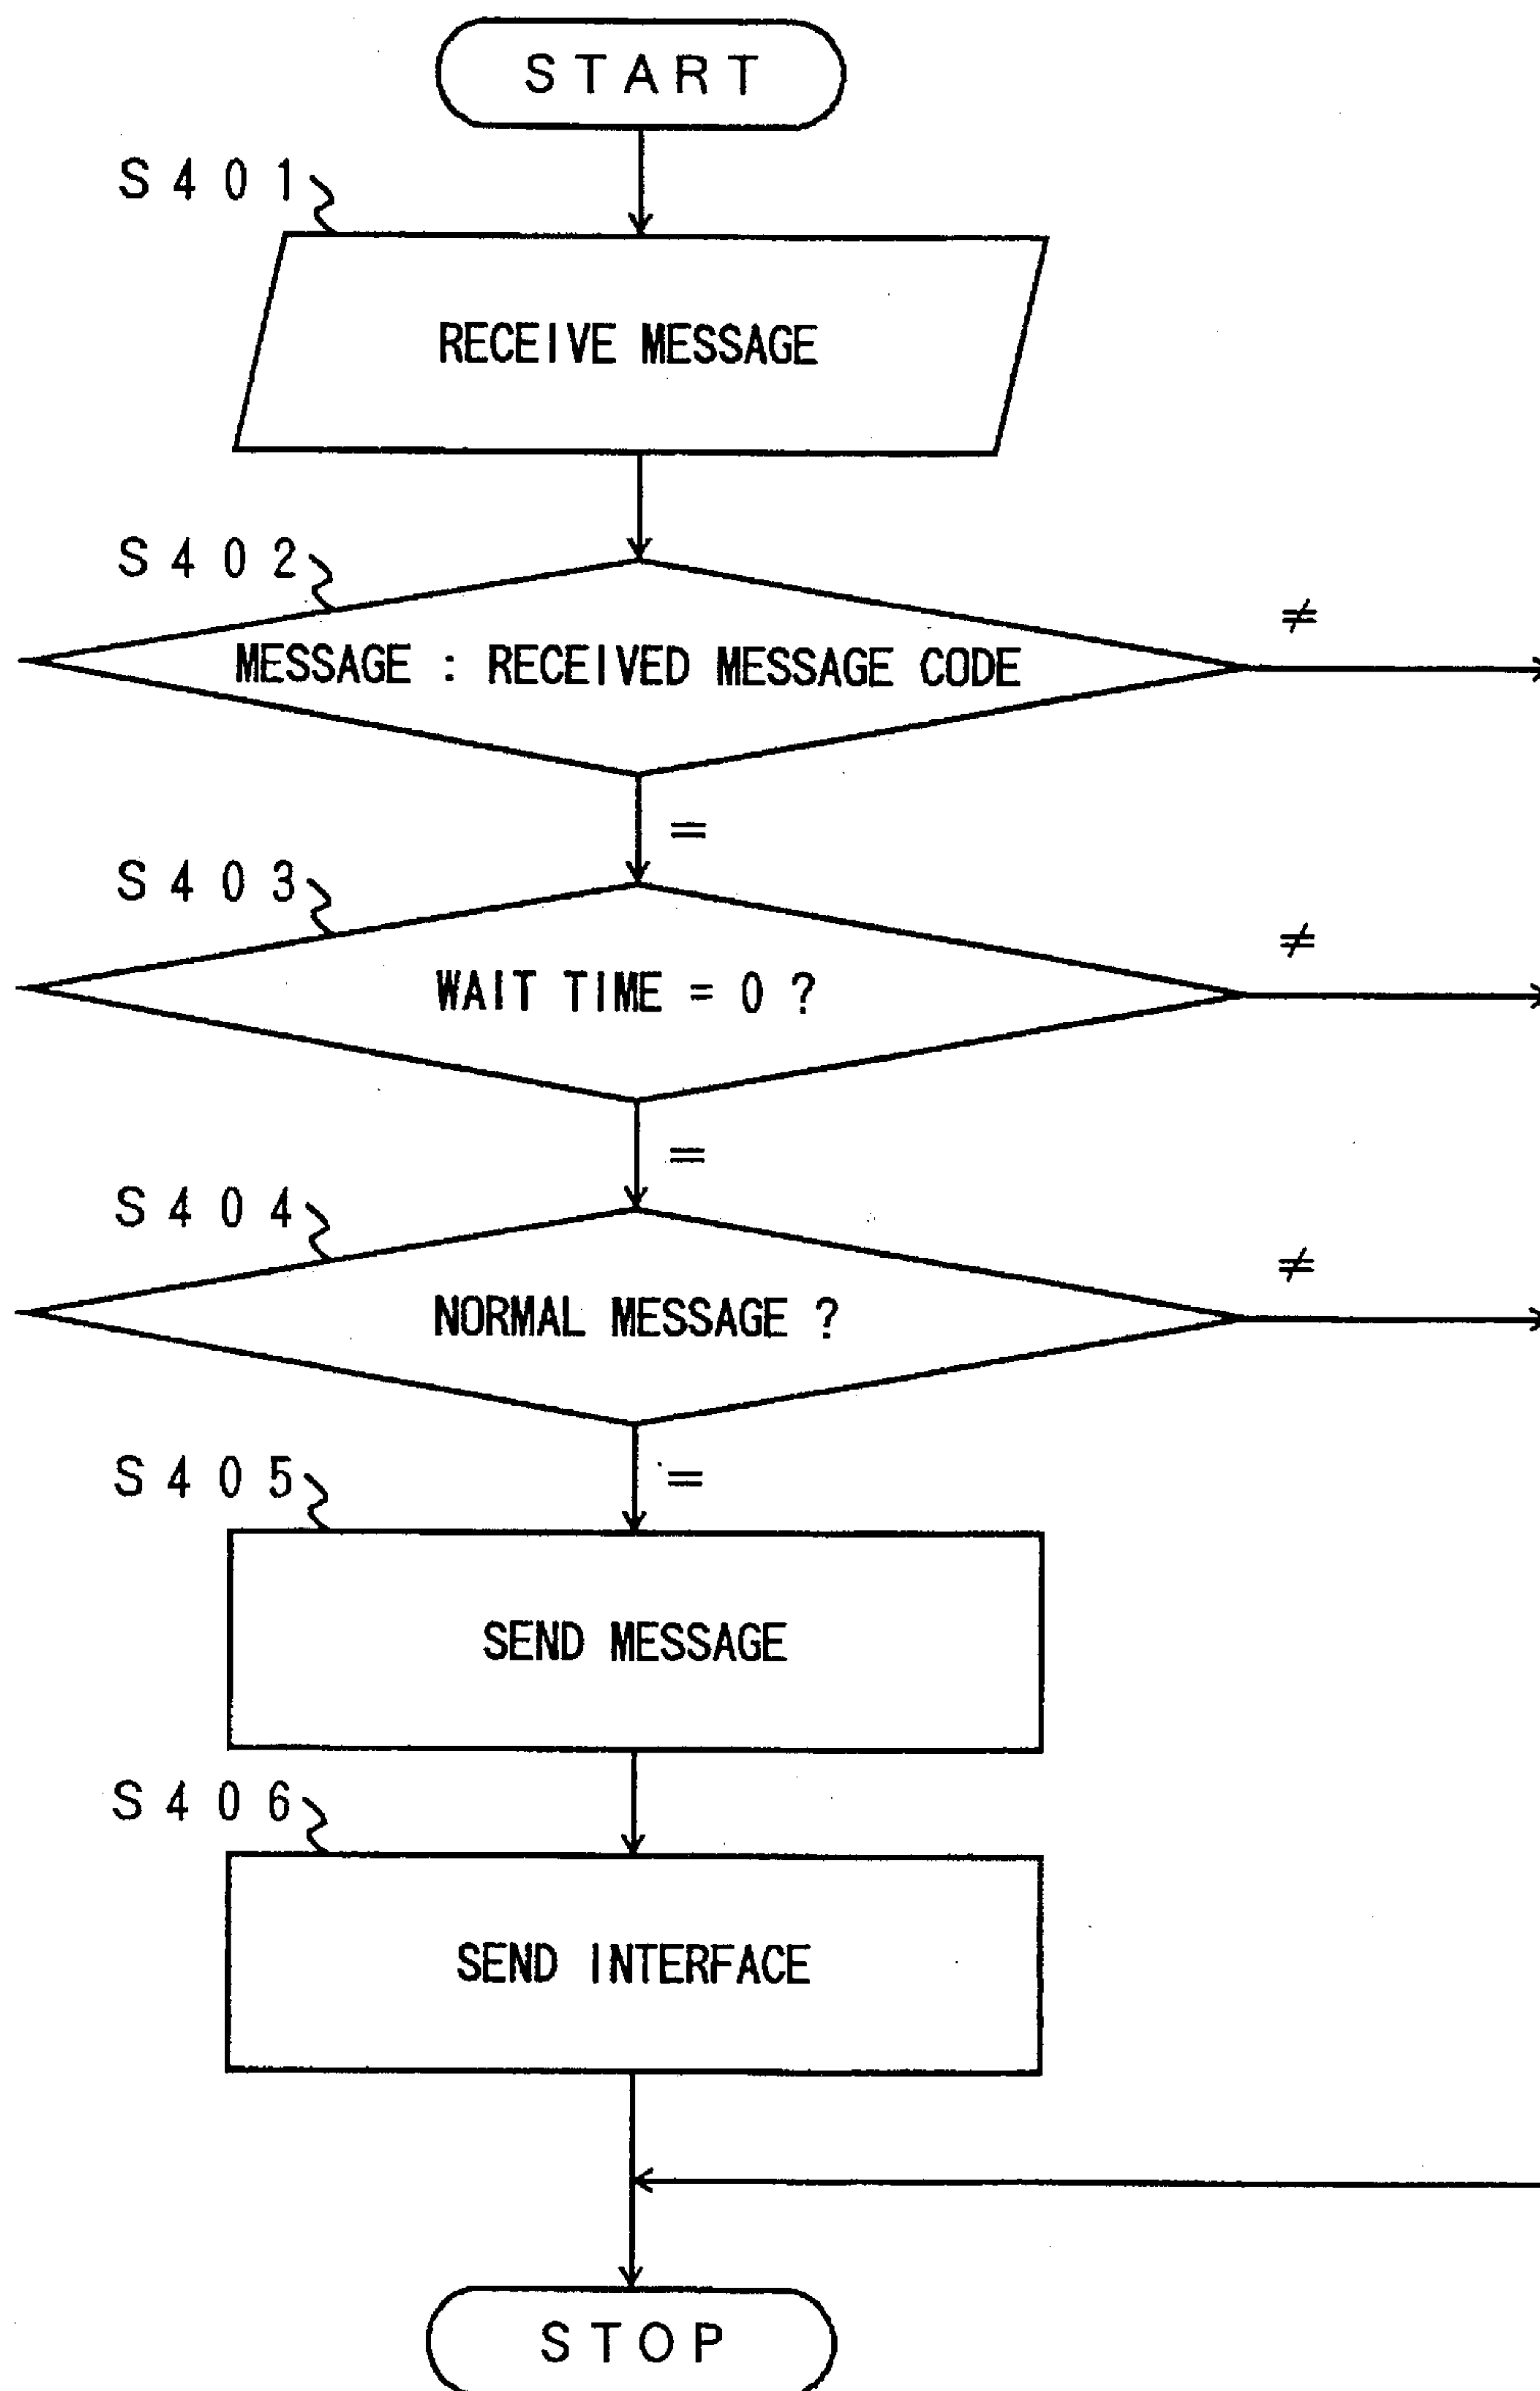 START
S401
RECEIVE MESSAGE
S402
≠
MESSAGE : RECEIVED MESSAGE CODE
=
S403
≠
WAIT TIME = 0 ?
=
S404
≠
NORMAL MESSAGE ?
=
S405
SEND MESSAGE
S406
SEND INTERFACE
STOP